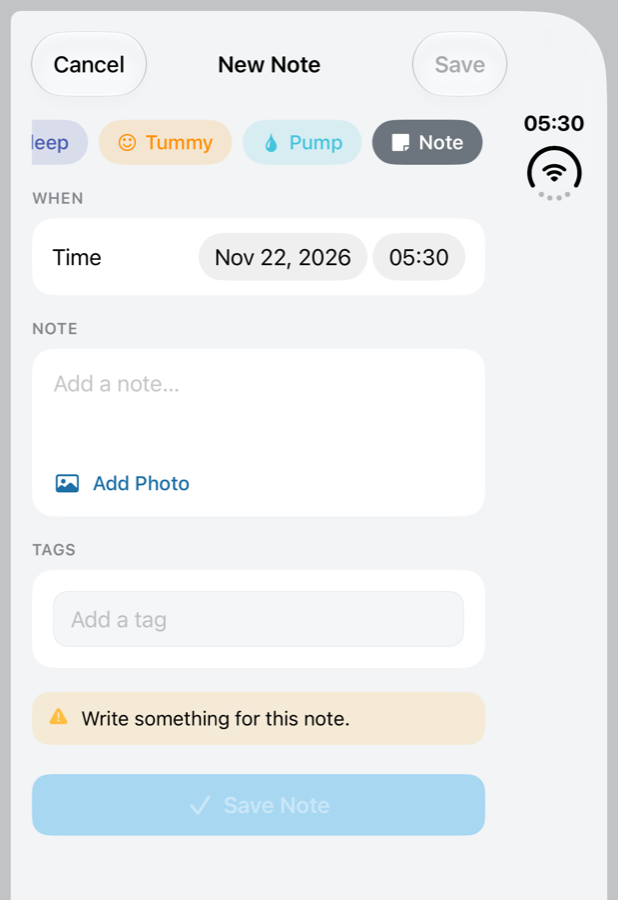 Cancel New Note Save
05:30
leep Tummy Pump Note
WHEN
Time Nov 22, 2026 05:30
NOTE
Add a note...
Add Photo
TAGS
Add a tag
Write something for this note.
Save Note